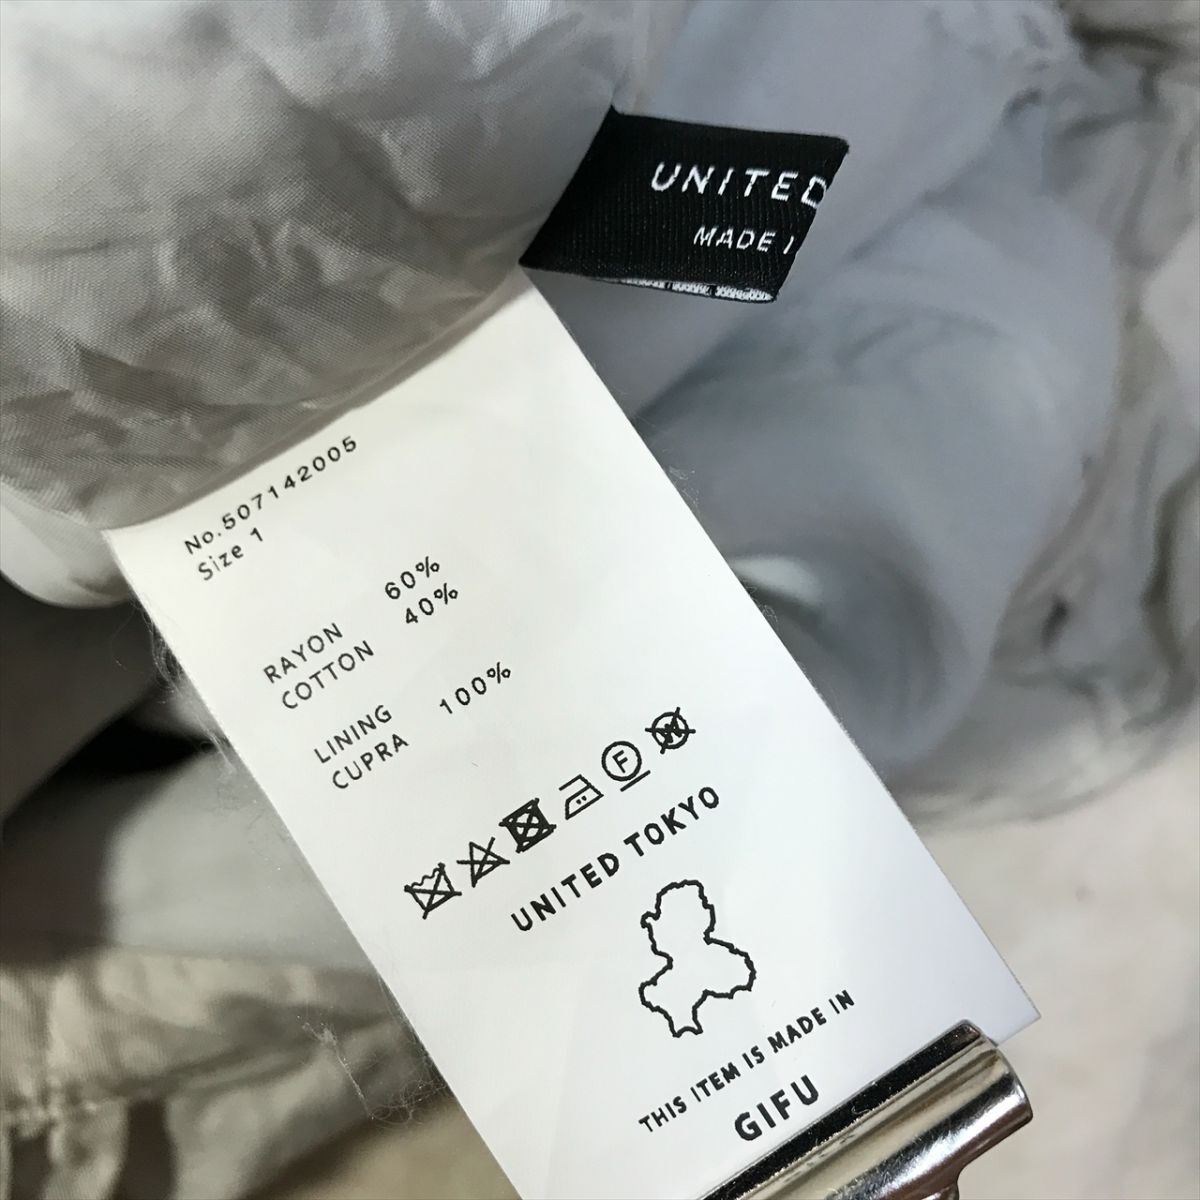 UNITED
MADE I
No.507142005
Size 1
RAYON 60%
COTTON 40%
LINING
CUPRA 100%
F
W
UNITED TOKYO
THIS ITEM IS MADE IN
GIFU